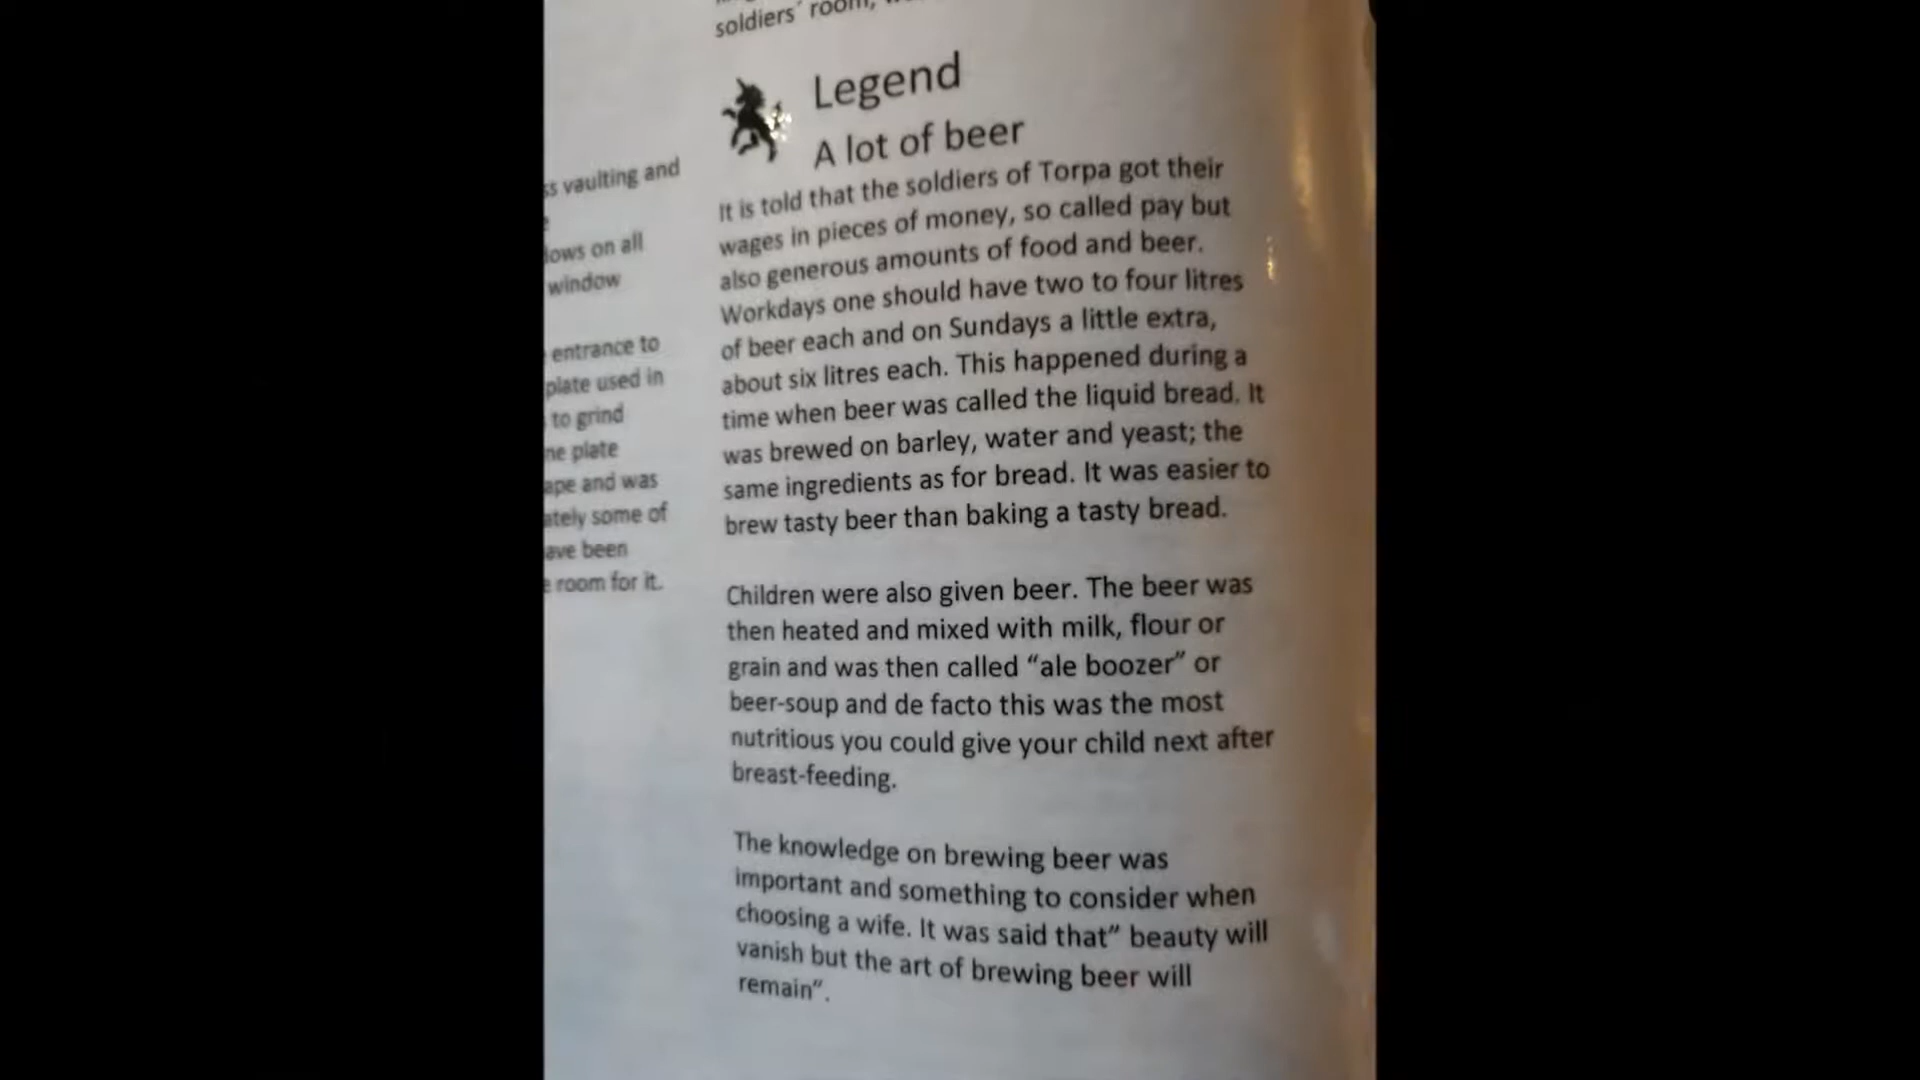 soldiers´ room,
Legend
A lot of beer
It is told that the soldiers of Torpa got their
wages in pieces of money, so called pay but
also generous amounts of food and beer.
Workdays one should have two to four litres
of beer each and on Sundays a little extra,
about six litres each. This happened during a
time when beer was called the liquid bread. It
was brewed on barley, water and yeast; the
same ingredients as for bread. It was easier to
brew tasty beer than baking a tasty bread.
Children were also given beer. The beer was
then heated and mixed with milk, flour or
grain and was then called “ale boozer” or
beer-soup and de facto this was the most
nutritious you could give your child next after
breast-feeding.
The knowledge on brewing beer was
important and something to consider when
choosing a wife. It was said that” beauty will
vanish but the art of brewing beer will
remain”.
vaulting and
on all
window
entrance to
plate used in
to grind
plate
and was
some of
been
room for it.